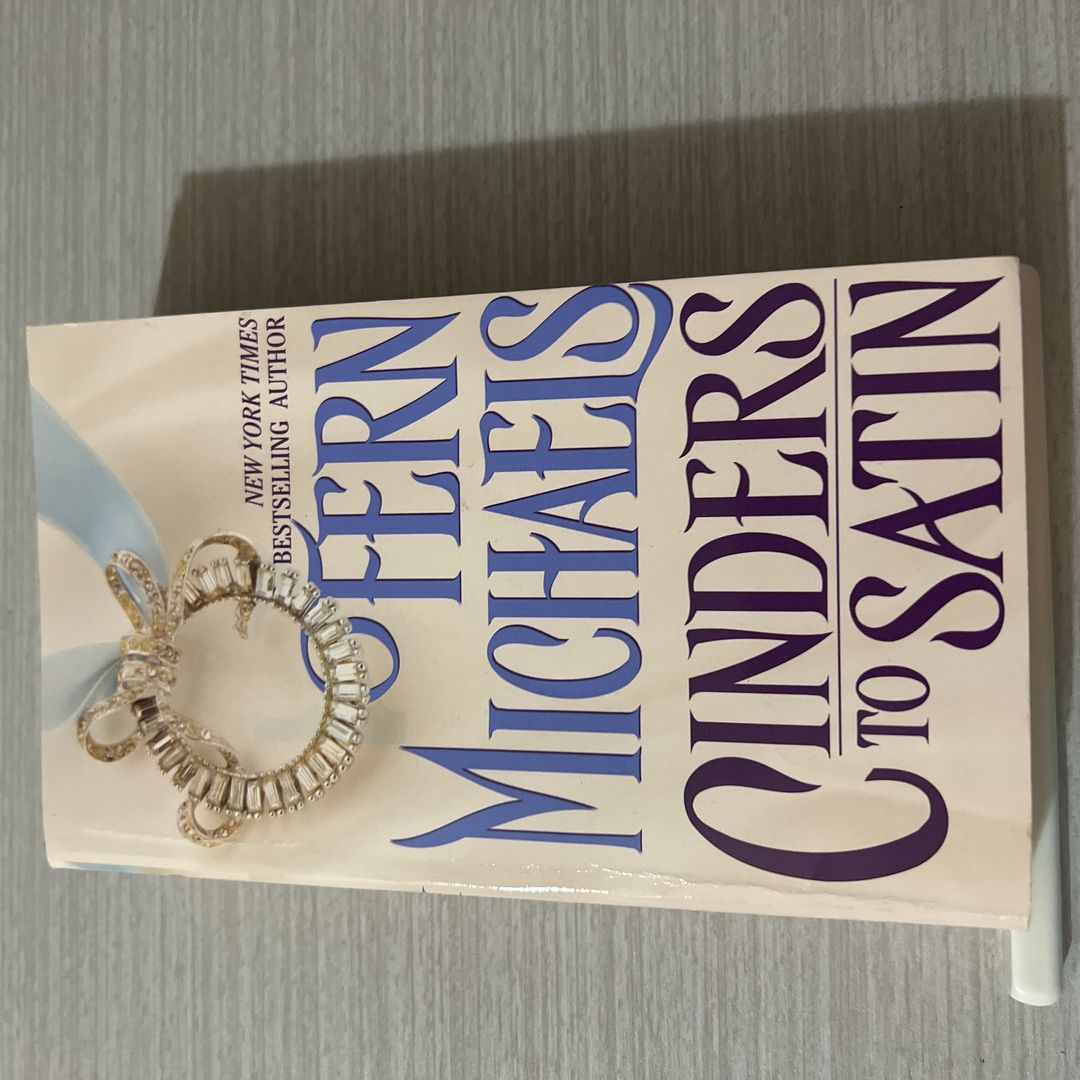 NEW YORK TIMES
BESTSELLING AUTHOR
FERN
MICHAELS
CINDERS
TO SATIN